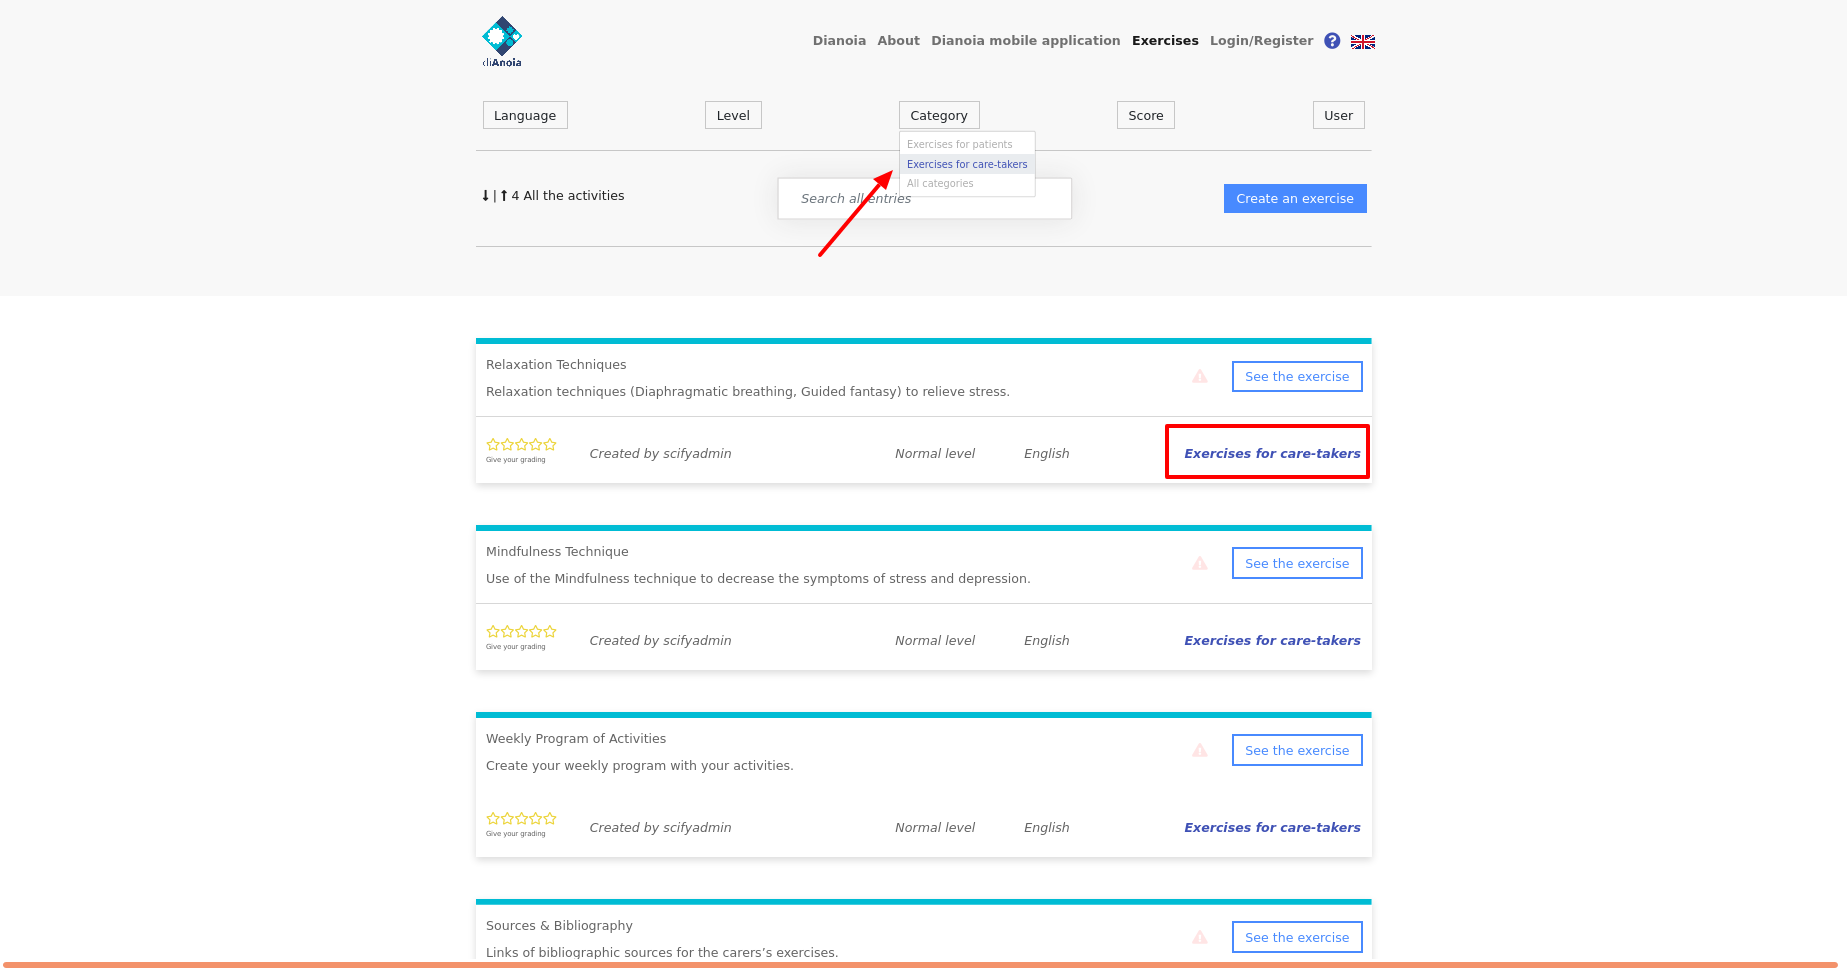 diAnoia
Dianoia About Dianoia mobile application Exercises Login/Register ?
Language Level Category Score User
Exercises for patients
Exercises for care-takers
All categories
| 4 All the activities
Search all entries
Create an exercise
Relaxation Techniques
Relaxation techniques (Diaphragmatic breathing, Guided fantasy) to relieve stress.
See the exercise
Give your grading
Created by scifyadmin Normal level English Exercises for care-takers
Mindfulness Technique
Use of the Mindfulness technique to decrease the symptoms of stress and depression.
See the exercise
Give your grading
Created by scifyadmin Normal level English Exercises for care-takers
Weekly Program of Activities
Create your weekly program with your activities.
See the exercise
Give your grading
Created by scifyadmin Normal level English Exercises for care-takers
Sources & Bibliography
Links of bibliographic sources for the carers’s exercises.
See the exercise